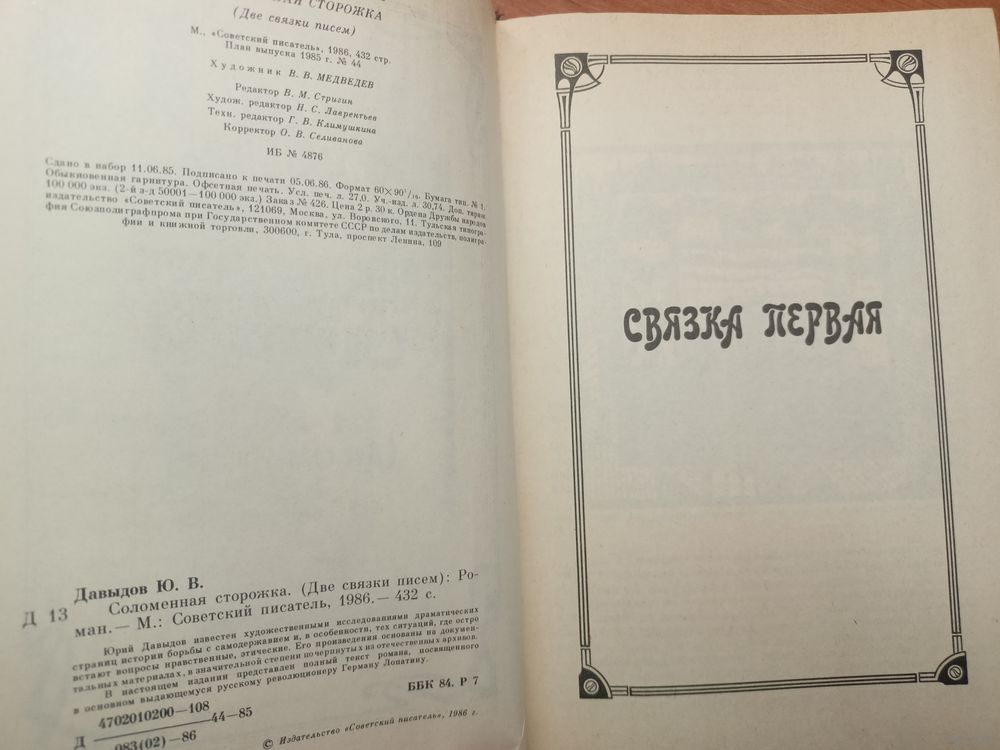 СТОРОЖКА
(Две связки писем)
М., «Советский писатель», 1986, 432 стр.
План выпуска 1985 г. № 44
Художник В. В. МЕДВЕДЕВ
Редактор В. М. Стригин
Худож. редактор Н. С. Лаврентьев
Техн. редактор Г. В. Климушкина
Корректор О. В. Селиванова
ИБ № 4876
Сдано в набор 11.06.85. Подписано к печати 05.06.86. Формат 60×90¹/₁₆. Бумага тип. № 1.
Обыкновенная гарнитура. Офсетная печать. Усл. печ. л. 27,0. Уч.-изд. л. 30,74. Доп. тираж
100 000 экз. (2-й з-д 50001—100 000 экз.) Заказ № 426. Цена 2 р. 30 к. Ордена Дружбы народов
издательство «Советский писатель», 121069, Москва, ул. Воровского, 11. Тульская типогра-
фия Союзполиграфпрома при Государственном комитете СССР по делам издательств, полигра-
фии и книжной торговли, 300600, г. Тула, проспект Ленина, 109
Давыдов Ю. В.
Д 13 Соломенная сторожка. (Две связки писем): Ро-
ман.— М.: Советский писатель, 1986.— 432 с.
Юрий Давыдов известен художественными исследованиями драматических
страниц истории борьбы с самодержавием и, в особенности, тех ситуаций, где остро
встают вопросы нравственные, этические. Его произведения основаны на докумен-
тальных материалах, в значительной степени почерпнутых из отечественных архивов.
В настоящем издании представлен полный текст романа, посвященного
в основном выдающемуся русскому революционеру Герману Лопатину.
4702010200—108
Д 44—85
083(02)—86
ББК 84. Р 7
© Издательство «Советский писатель», 1986 г.
СВЯЗКА ПЕРВАЯ